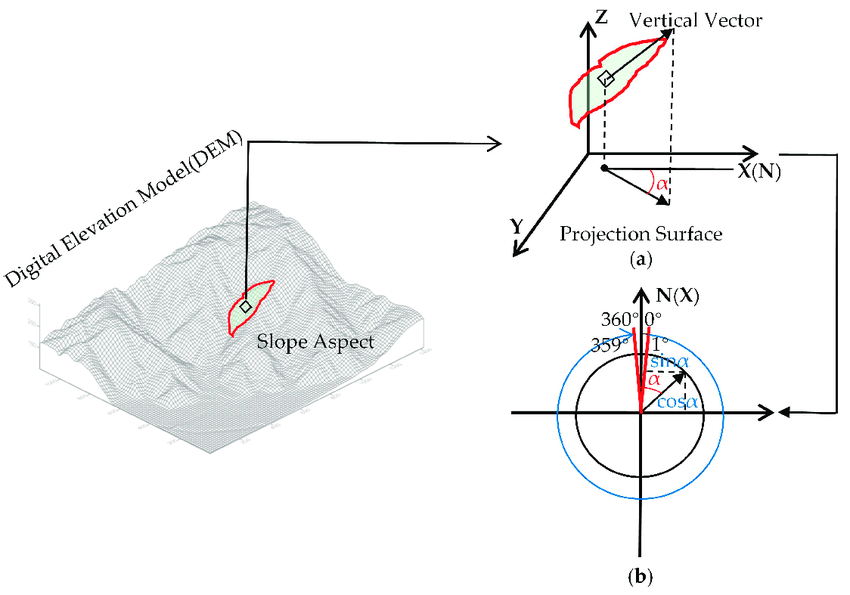 Digital Elevation Model(DEM)
Slope Aspect
Z
Vertical Vector
X(N)
α
Y
Projection Surface
(a)
N(X)
360° 0°
359° 1°
sinα
α
cosα
(b)